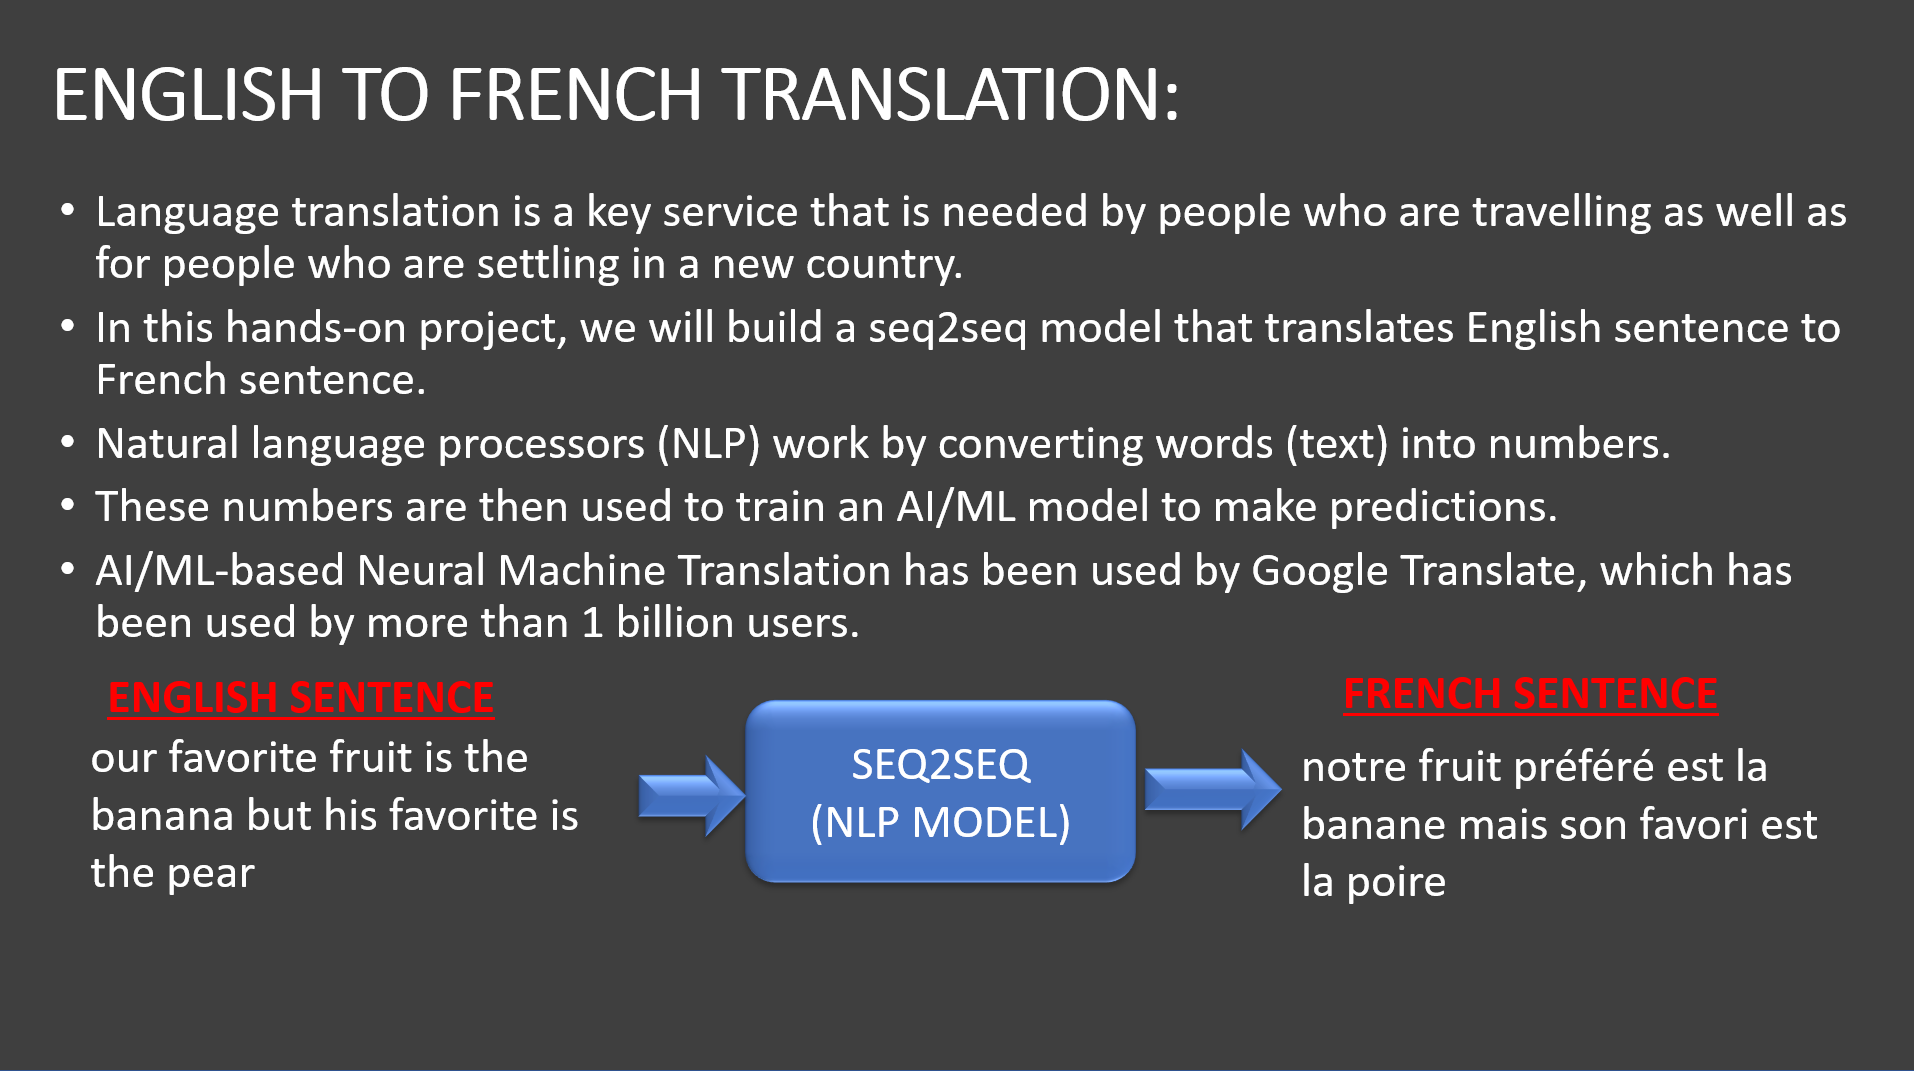 ENGLISH TO FRENCH TRANSLATION:
• Language translation is a key service that is needed by people who are travelling as well as
for people who are settling in a new country.
• In this hands-on project, we will build a seq2seq model that translates English sentence to
French sentence.
• Natural language processors (NLP) work by converting words (text) into numbers.
• These numbers are then used to train an AI/ML model to make predictions.
• AI/ML-based Neural Machine Translation has been used by Google Translate, which has
been used by more than 1 billion users.
ENGLISH SENTENCE
our favorite fruit is the
banana but his favorite is
the pear
SEQ2SEQ
(NLP MODEL)
FRENCH SENTENCE
notre fruit préféré est la
banane mais son favori est
la poire